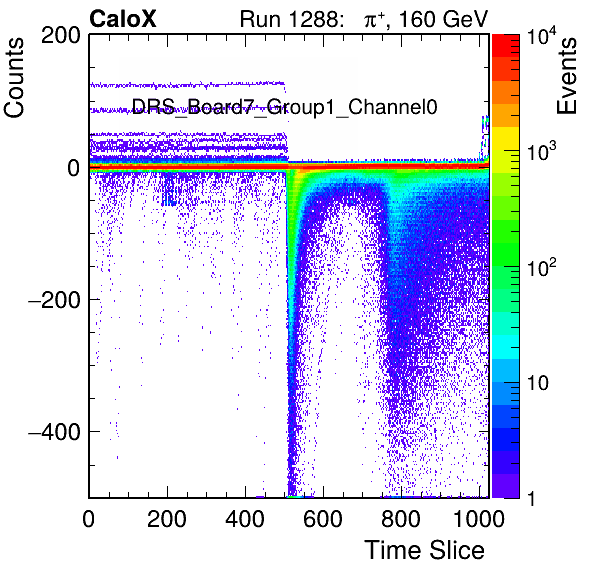 CaloX Run 1288: π⁺, 160 GeV
DRS_Board7_Group1_Channel0
Counts
200
0
−200
−400
0 200 400 600 800 1000
Time Slice
Events
10⁴
10³
10²
10
1